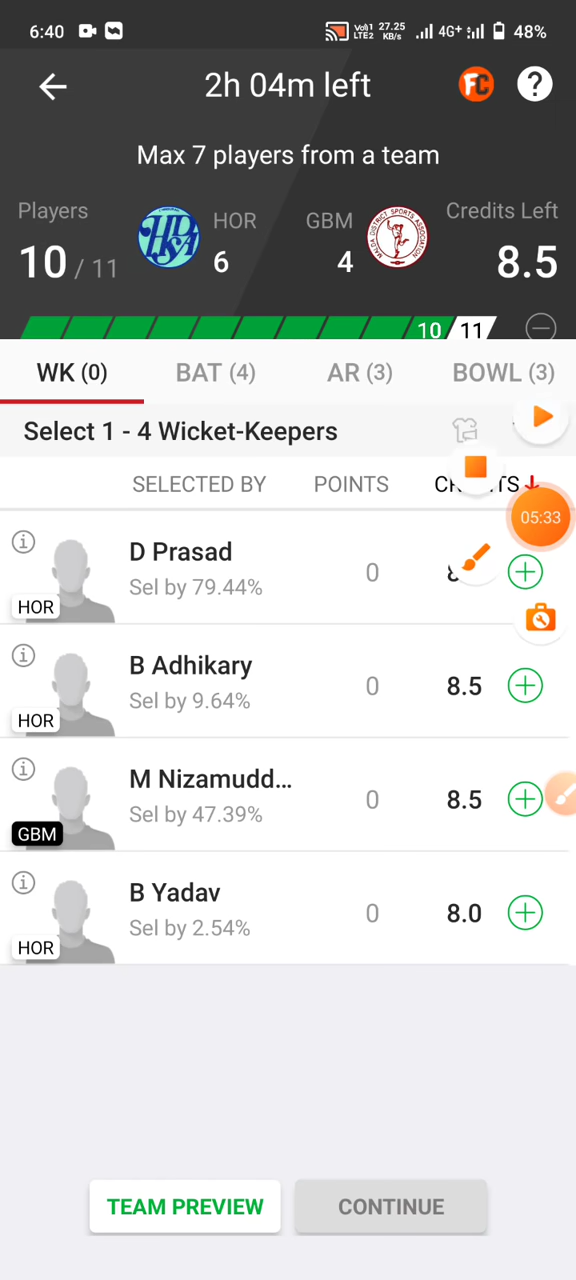 6:40 Vo)) 1 LTE2 27.25 KB/s 4G+ 48%
2h 04m left FC ?
Max 7 players from a team
Players HOR GBM Credits Left
10 / 11 6 4 8.5
10 11
WK (0) BAT (4) AR (3) BOWL (3)
Select 1 - 4 Wicket-Keepers
SELECTED BY POINTS
05:33
D Prasad
Sel by 79.44% 0
HOR
B Adhikary
Sel by 9.64% 0 8.5
HOR
M Nizamudd...
Sel by 47.39% 0 8.5
GBM
B Yadav
Sel by 2.54% 0 8.0
HOR
TEAM PREVIEW CONTINUE